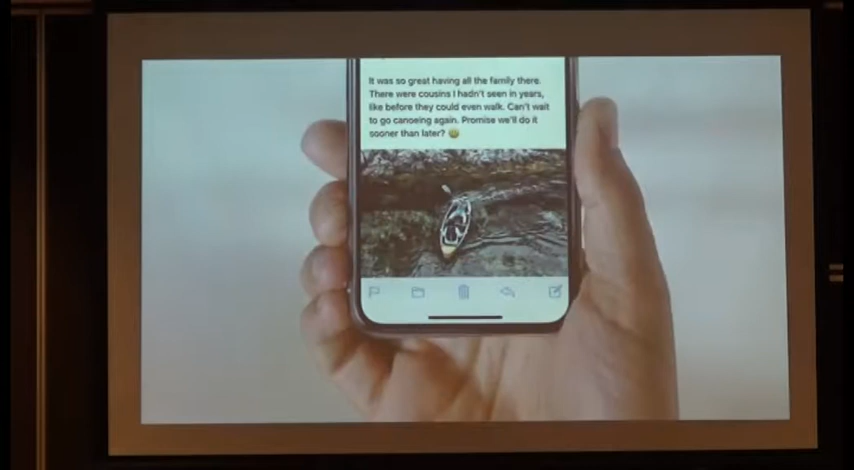 It was so great having all the family there.
There were cousins I hadn't seen in years,
like before they could even walk. Can't wait
to go canoeing again. Promise we'll do it
sooner than later? 😀